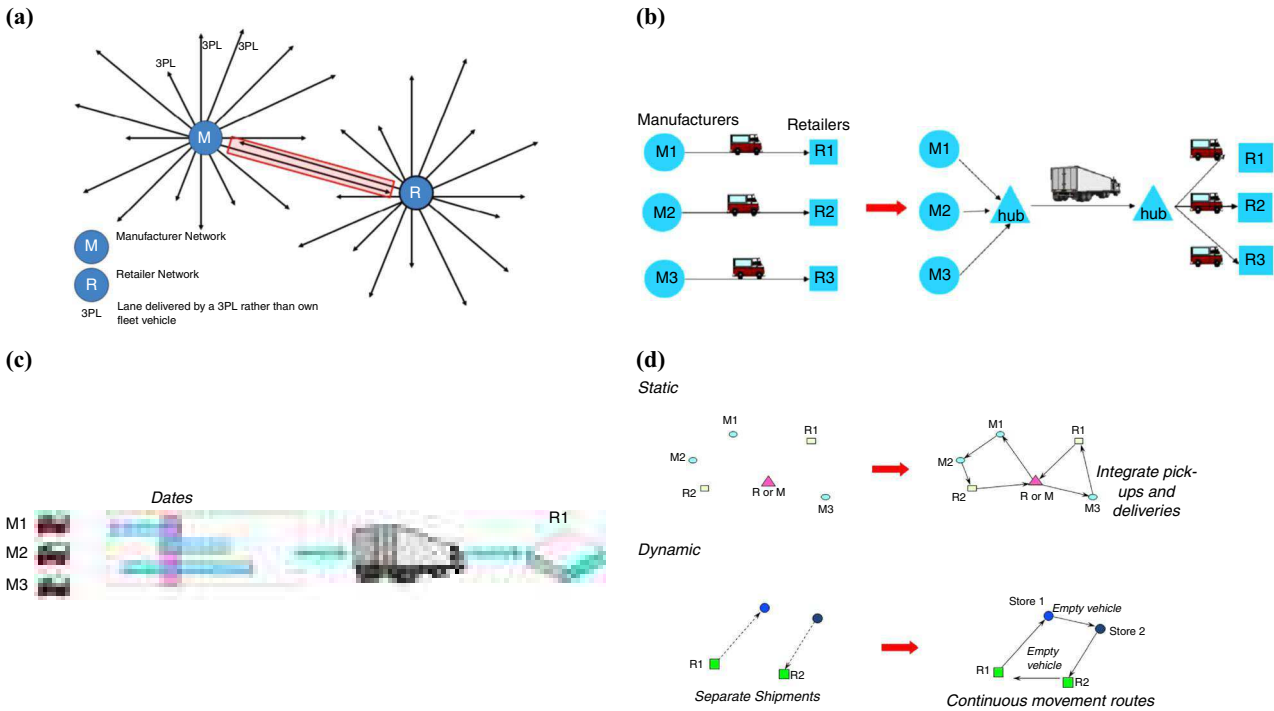 (a)
3PL
3PL
3PL
M
R
M
Manufacturer Network
R
Retailer Network
3PL
Lane delivered by a 3PL rather than own
fleet vehicle
(b)
Manufacturers
Retailers
M1
R1
M2
R2
M3
R3
M1
M2
M3
hub
hub
R1
R2
R3
(c)
Dates
M1
M2
M3
R1
(d)
Static
M1
M2
R2
R or M
R1
M3
M1
M2
R2
R or M
R1
M3
Integrate pick-
ups and
deliveries
Dynamic
R1
R2
Separate Shipments
Store 1
Empty vehicle
Store 2
Empty
vehicle
R1
R2
Continuous movement routes